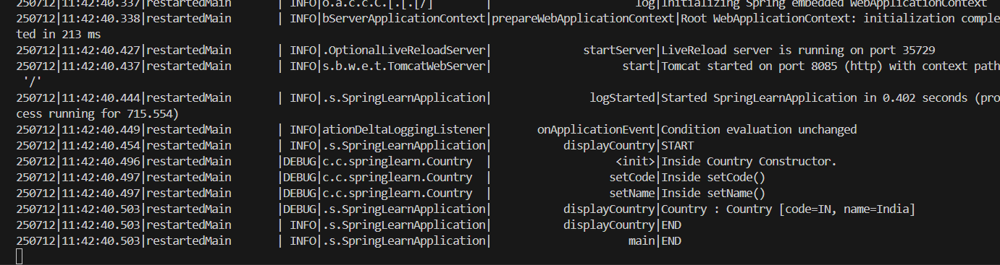 250712|11:42:40.337|restartedMain | INFO|o.a.c.c.C.[.[.[/] | log|Initializing Spring embedded WebApplicationContext
250712|11:42:40.338|restartedMain | INFO|bServerApplicationContext|prepareWebApplicationContext|Root WebApplicationContext: initialization comple
ted in 213 ms
250712|11:42:40.427|restartedMain | INFO|.OptionalLiveReloadServer| startServer|LiveReload server is running on port 35729
250712|11:42:40.437|restartedMain | INFO|s.b.w.e.t.TomcatWebServer| start|Tomcat started on port 8085 (http) with context path
'/'
250712|11:42:40.444|restartedMain | INFO|.s.SpringLearnApplication| logStarted|Started SpringLearnApplication in 0.402 seconds (pro
cess running for 715.554)
250712|11:42:40.449|restartedMain | INFO|ationDeltaLoggingListener| onApplicationEvent|Condition evaluation unchanged
250712|11:42:40.454|restartedMain | INFO|.s.SpringLearnApplication| displayCountry|START
250712|11:42:40.496|restartedMain |DEBUG|c.c.springlearn.Country | <init>|Inside Country Constructor.
250712|11:42:40.497|restartedMain |DEBUG|c.c.springlearn.Country | setCode|Inside setCode()
250712|11:42:40.497|restartedMain |DEBUG|c.c.springlearn.Country | setName|Inside setName()
250712|11:42:40.503|restartedMain |DEBUG|.s.SpringLearnApplication| displayCountry|Country : Country [code=IN, name=India]
250712|11:42:40.503|restartedMain | INFO|.s.SpringLearnApplication| displayCountry|END
250712|11:42:40.503|restartedMain | INFO|.s.SpringLearnApplication| main|END